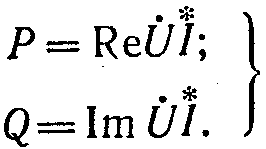 P = Re U̇ I̊*;
Q = Im U̇ I̊*.